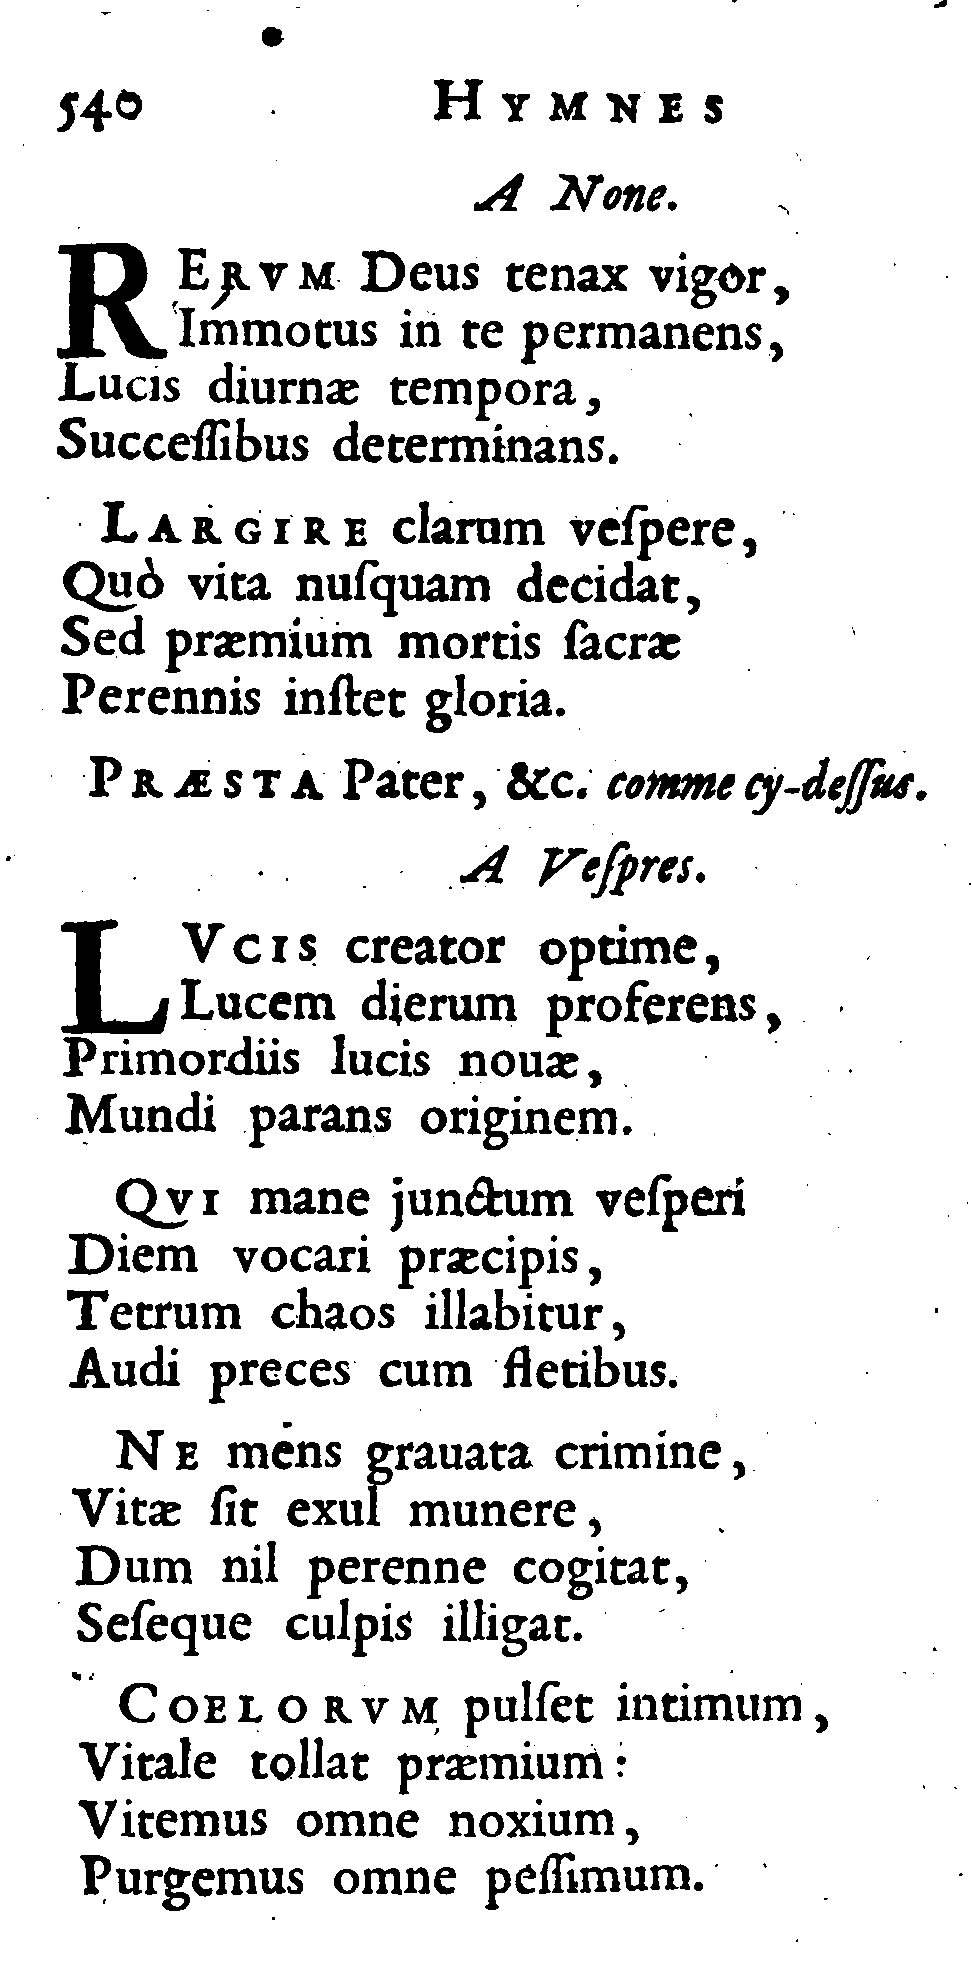 540 HYMNES
A None.
RERVM Deus tenax vigor,
Immotus in te permanens,
Lucis diurnæ tempora,
Succeſſibus determinans.
LARGIRE clarum veſpere,
Quò vita nuſquam decidat,
Sed præmium mortis ſacræ
Perennis inſtet gloria.
PRÆSTA Pater, &c. comme cy-deſſus.
A Veſpres.
LVCIS creator optime,
Lucem dierum proferens,
Primordiis lucis nouæ,
Mundi parans originem.
QVI mane junctum veſperi
Diem vocari præcipis,
Tetrum chaos illabitur,
Audi preces cum fletibus.
NE mens grauata crimine,
Vitæ ſit exul munere,
Dum nil perenne cogitat,
Seſeque culpis illigat.
COELORVM pulſet intimum,
Vitale tollat præmium:
Vitemus omne noxium,
Purgemus omne peſſimum.